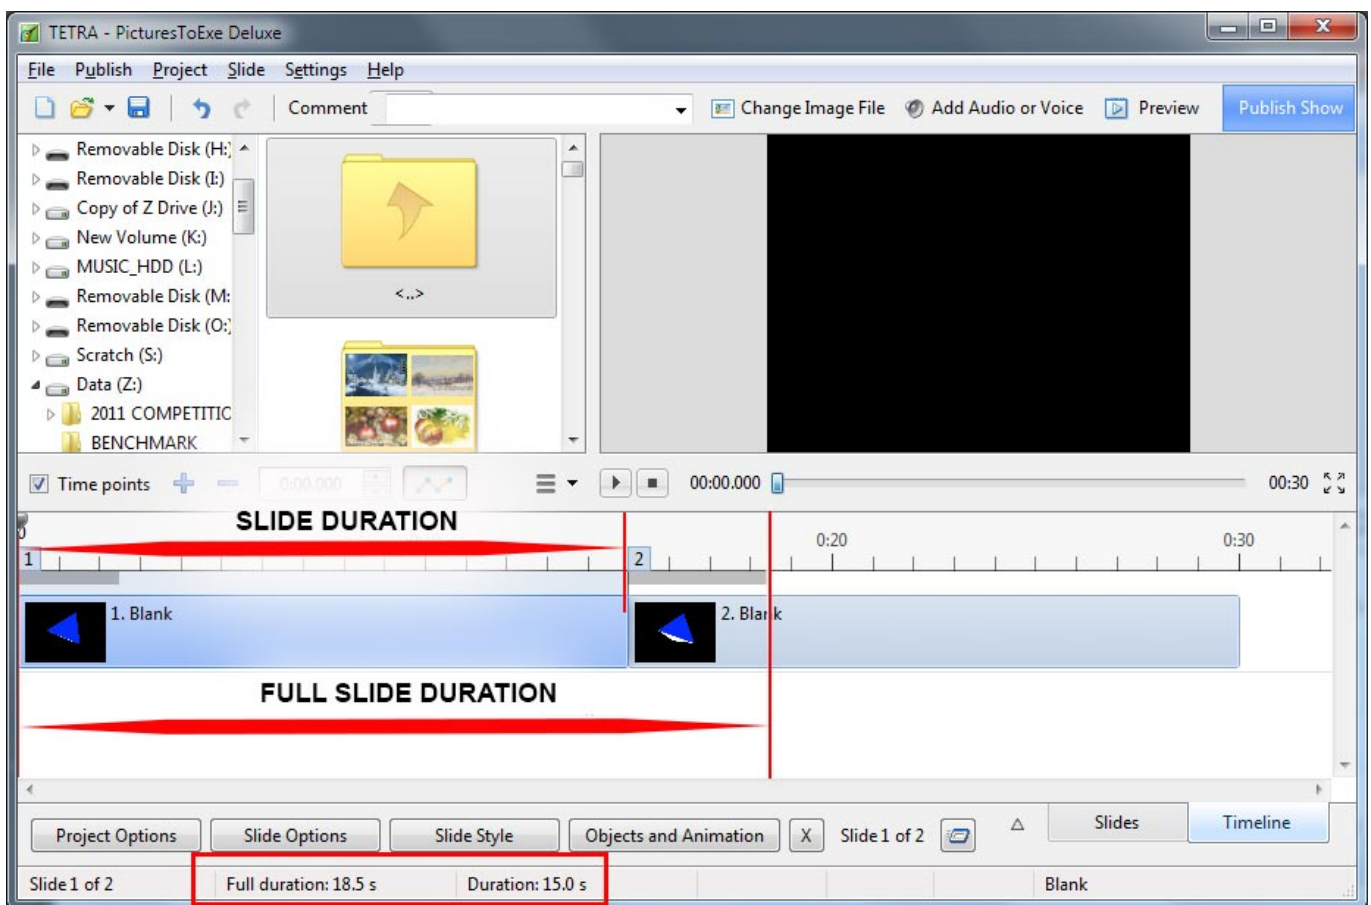 TETRA - PicturesToExe Deluxe
File Publish Project Slide Settings Help
Comment Change Image File Add Audio or Voice Preview Publish Show
Removable Disk (H:)
Removable Disk (I:)
Copy of Z Drive (J:)
New Volume (K:)
MUSIC_HDD (L:)
Removable Disk (M:
Removable Disk (O:)
Scratch (S:)
Data (Z:)
2011 COMPETITIC
BENCHMARK
<..>
Time points 0:00.000 00:00.000 00:30
SLIDE DURATION
0 0:20 0:30
1 2
1. Blank 2. Blank
FULL SLIDE DURATION
Project Options Slide Options Slide Style Objects and Animation X Slide 1 of 2 Slides Timeline
Slide 1 of 2 Full duration: 18.5 s Duration: 15.0 s Blank